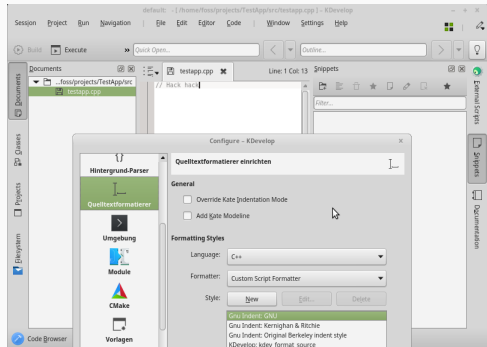 default: - [ /home/foss/projects/TestApp/src/testapp.cpp ] - KDevelop
Session Project Run Navigation File Edit Editor Code Window Settings Help
Build Execute Quick Open... Outline...
Documents
testapp.cpp Line: 1 Col: 13
Snippets
...foss/projects/TestApp/src
testapp.cpp
// Hack hack
Filter...
Documents
Classes
Projects
Filesystem
External Scripts
Snippets
Documentation
Configure – KDevelop
Hintergrund-Parser
Quelltextformatierer
Umgebung
Module
CMake
Vorlagen
Quelltextformatierer einrichten
General
Override Kate Indentation Mode
Add Kate Modeline
Formatting Styles
Language: C++
Formatter: Custom Script Formatter
Style: New Edit... Delete
Gnu Indent: GNU
Gnu Indent: Kernighan & Ritchie
Gnu Indent: Original Berkeley indent style
KDevelop: kdev_format_source
Code Browser